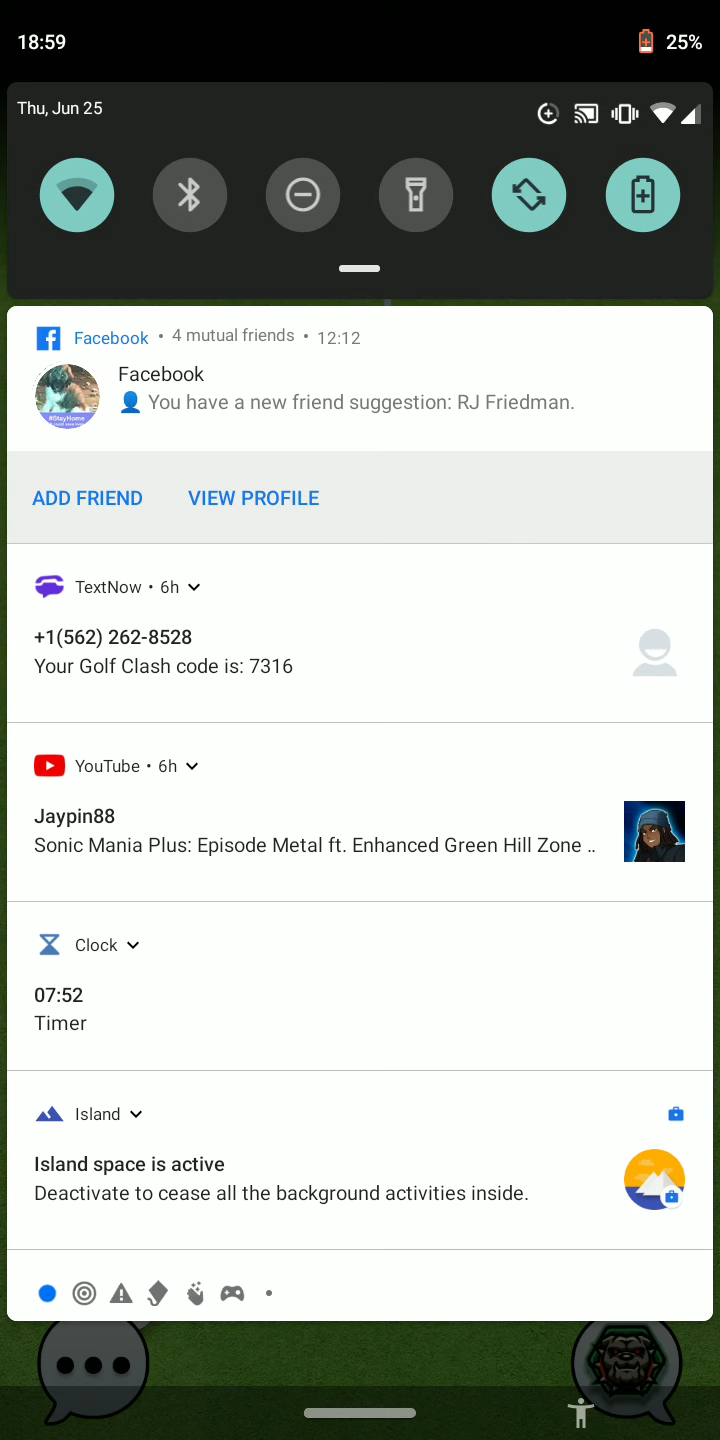 18:59
25%
Thu, Jun 25
Facebook • 4 mutual friends • 12:12
Facebook
You have a new friend suggestion: RJ Friedman.
#StayHome
ADD FRIEND VIEW PROFILE
TextNow • 6h
+1(562) 262-8528
Your Golf Clash code is: 7316
YouTube • 6h
Jaypin88
Sonic Mania Plus: Episode Metal ft. Enhanced Green Hill Zone ..
Clock
07:52
Timer
Island
Island space is active
Deactivate to cease all the background activities inside.